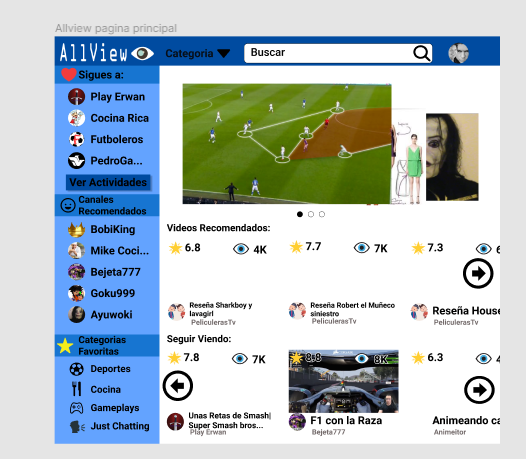 Allview pagina principal
AllView
Categoria
Buscar
Sigues a:
Play Erwan
Cocina Rica
Futboleros
PedroGa...
Ver Actividades
Canales
Recomendados
BobiKing
Mike Coci...
Bejeta777
Goku999
Ayuwoki
Categorias
Favoritas
Deportes
Cocina
Gameplays
Just Chatting
Videos Recomendados:
6.8
4K
7.7
7K
7.3
6
Reseña Sharkboy y
lavagirl
PeliculerasTv
Reseña Robert el Muñeco
siniestro
PeliculerasTv
Reseña House
PeliculerasTv
Seguir Viendo:
7.8
7K
8.8
8K
6.3
4
Unas Retas de Smash|
Super Smash bros...
Play Erwan
F1 con la Raza
Bejeta777
Animeando ca
Animeitor